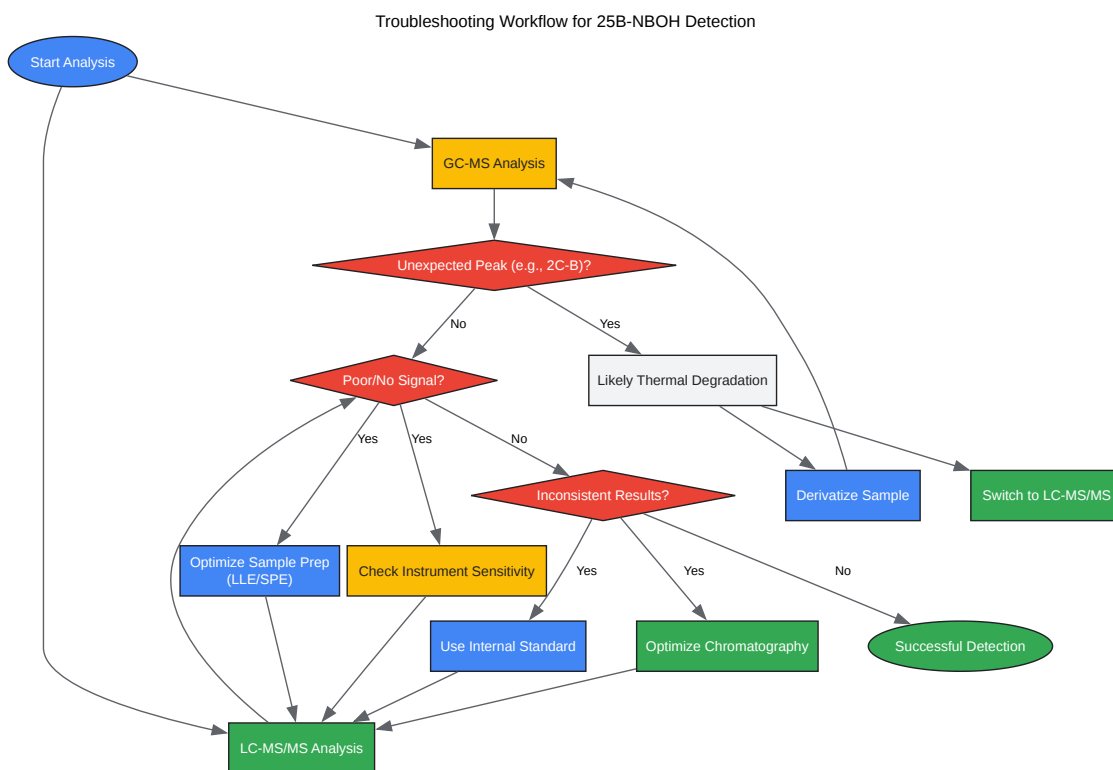 Troubleshooting Workflow for 25B-NBOH Detection
Start Analysis
GC-MS Analysis
Unexpected Peak (e.g., 2C-B)?
No
Yes
Poor/No Signal?
Likely Thermal Degradation
Yes
Yes
No
Inconsistent Results?
Derivatize Sample
Switch to LC-MS/MS
Optimize Sample Prep
(LLE/SPE)
Check Instrument Sensitivity
Yes
Yes
No
Use Internal Standard
Optimize Chromatography
Successful Detection
LC-MS/MS Analysis